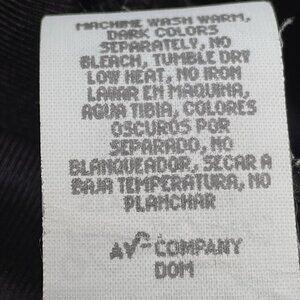 MACHINE WASH WARM,
DARK COLORS
SEPARATELY, NO
BLEACH, TUMBLE DRY
LOW HEAT, NO IRON
LAVAR EN MAQUINA,
AGUA TIBIA, COLORES
OSCUROS POR
SEPARADO, NO
BLANQUEADOR, SECAR A
BAJA TEMPERATURA, NO
PLANCHAR
AV COMPANY
DOM